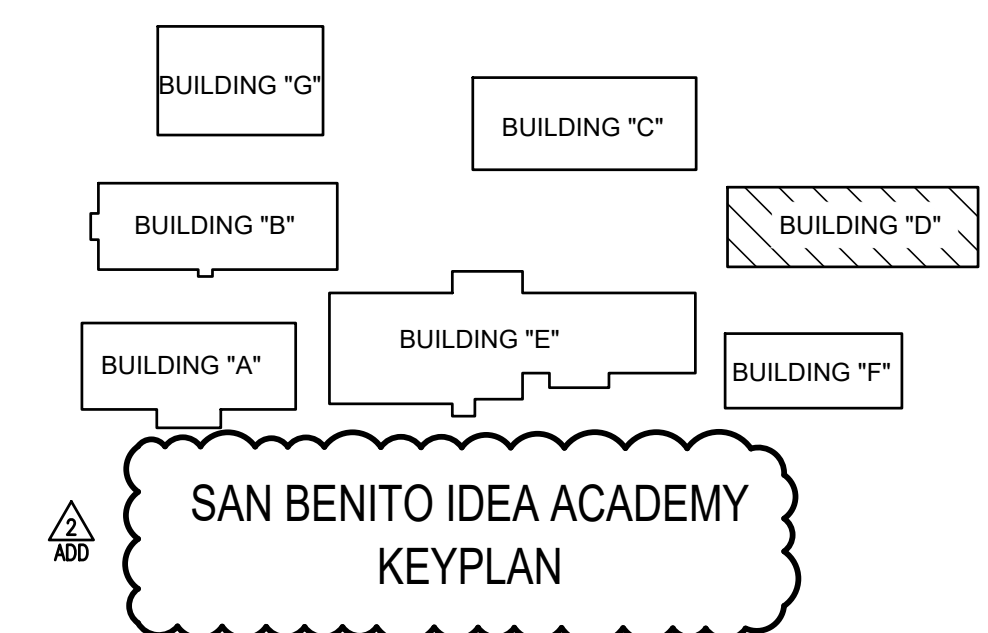 BUILDING "G"
BUILDING "C"
BUILDING "B"
BUILDING "D"
BUILDING "E"
BUILDING "A"
BUILDING "F"
SAN BENITO IDEA ACADEMY
KEYPLAN
2
ADD